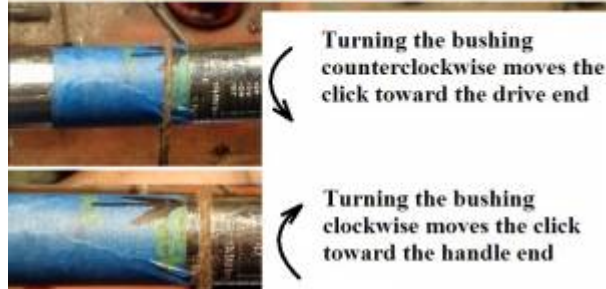 Turning the bushing
counterclockwise moves the
click toward the drive end
Turning the bushing
clockwise moves the click
toward the handle end